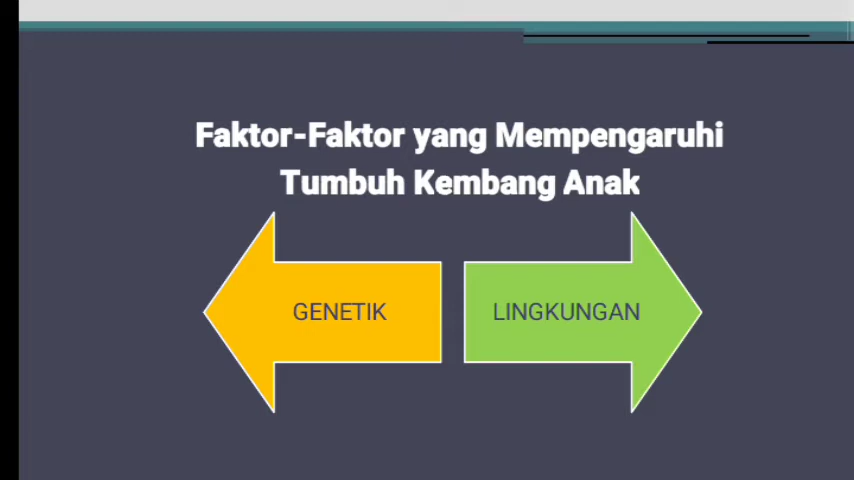 Faktor-Faktor yang Mempengaruhi
Tumbuh Kembang Anak
GENETIK
LINGKUNGAN